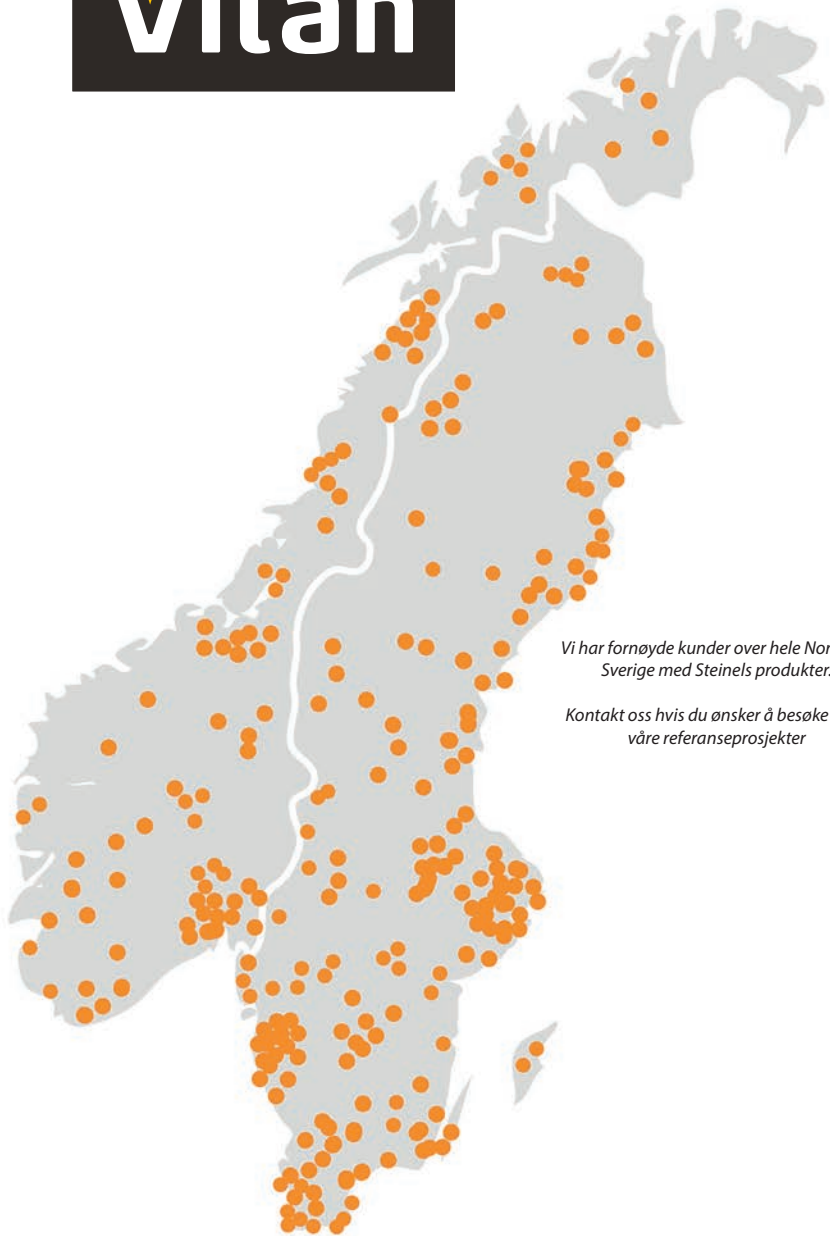 Vilan
Vi har fornøyde kunder over hele Nor
Sverige med Steinels produkter.
Kontakt oss hvis du ønsker å besøke
våre referanseprosjekter